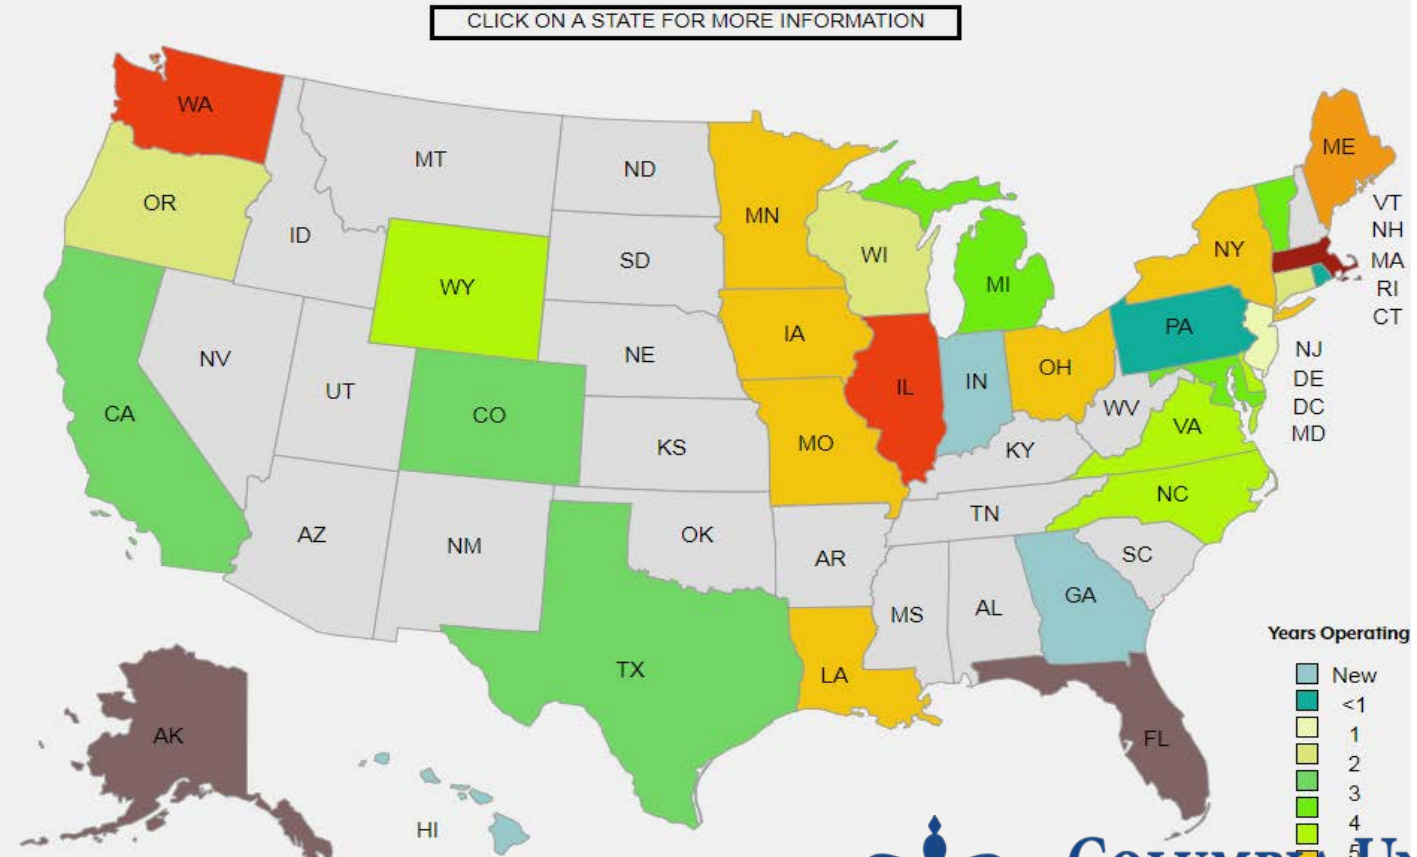 CLICK ON A STATE FOR MORE INFORMATION
WA
MT
ND
MN
ME
OR
ID
SD
WI
MI
NY
VT
NH
MA
RI
CT
WY
NV
UT
CO
NE
IA
IL
IN
OH
PA
NJ
DE
DC
MD
CA
KS
MO
KY
WV
VA
AZ
NM
OK
AR
TN
NC
SC
MS
AL
GA
TX
LA
FL
AK
HI
Years Operating
New
<1
1
2
3
4
5